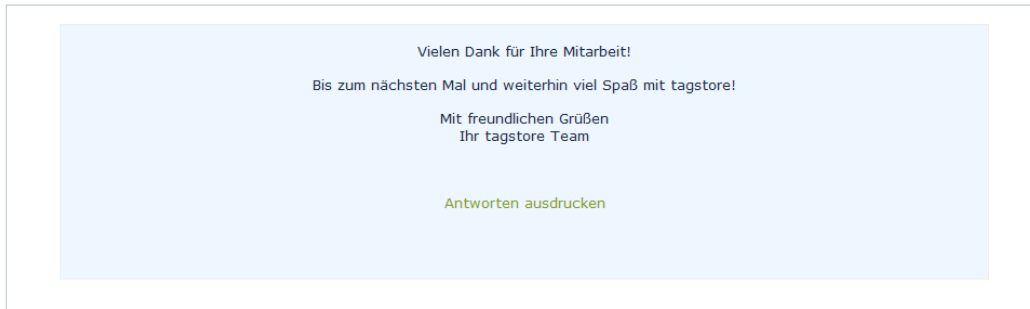 Vielen Dank für Ihre Mitarbeit!
Bis zum nächsten Mal und weiterhin viel Spaß mit tagstore!
Mit freundlichen Grüßen
Ihr tagstore Team
Antworten ausdrucken